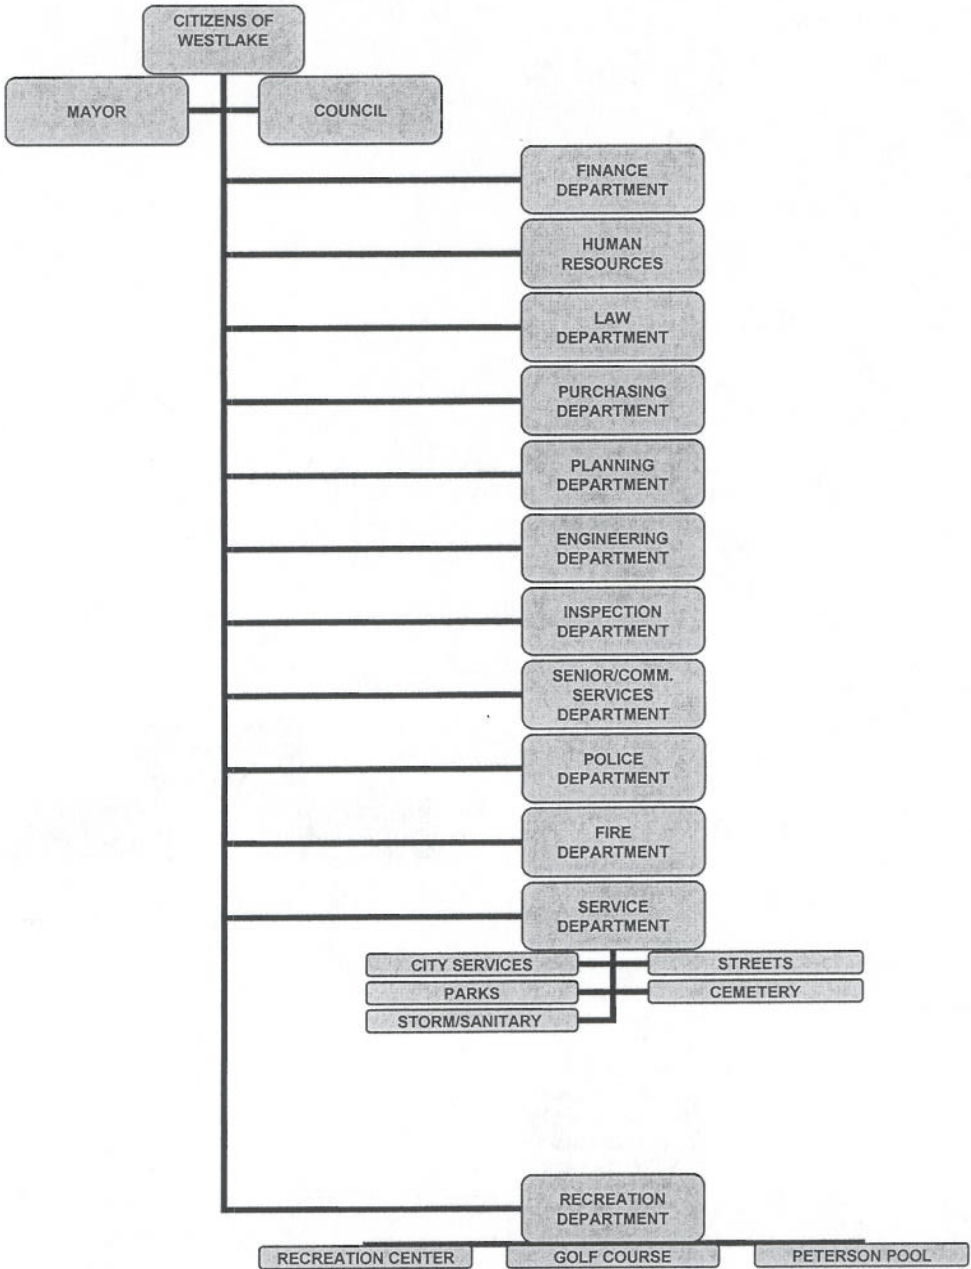 CITIZENS OF
WESTLAKE
MAYOR
COUNCIL
FINANCE
DEPARTMENT
HUMAN
RESOURCES
LAW
DEPARTMENT
PURCHASING
DEPARTMENT
PLANNING
DEPARTMENT
ENGINEERING
DEPARTMENT
INSPECTION
DEPARTMENT
SENIOR/COMM.
SERVICES
DEPARTMENT
POLICE
DEPARTMENT
FIRE
DEPARTMENT
SERVICE
DEPARTMENT
CITY SERVICES
STREETS
PARKS
CEMETERY
STORM/SANITARY
RECREATION
DEPARTMENT
RECREATION CENTER
GOLF COURSE
PETERSON POOL